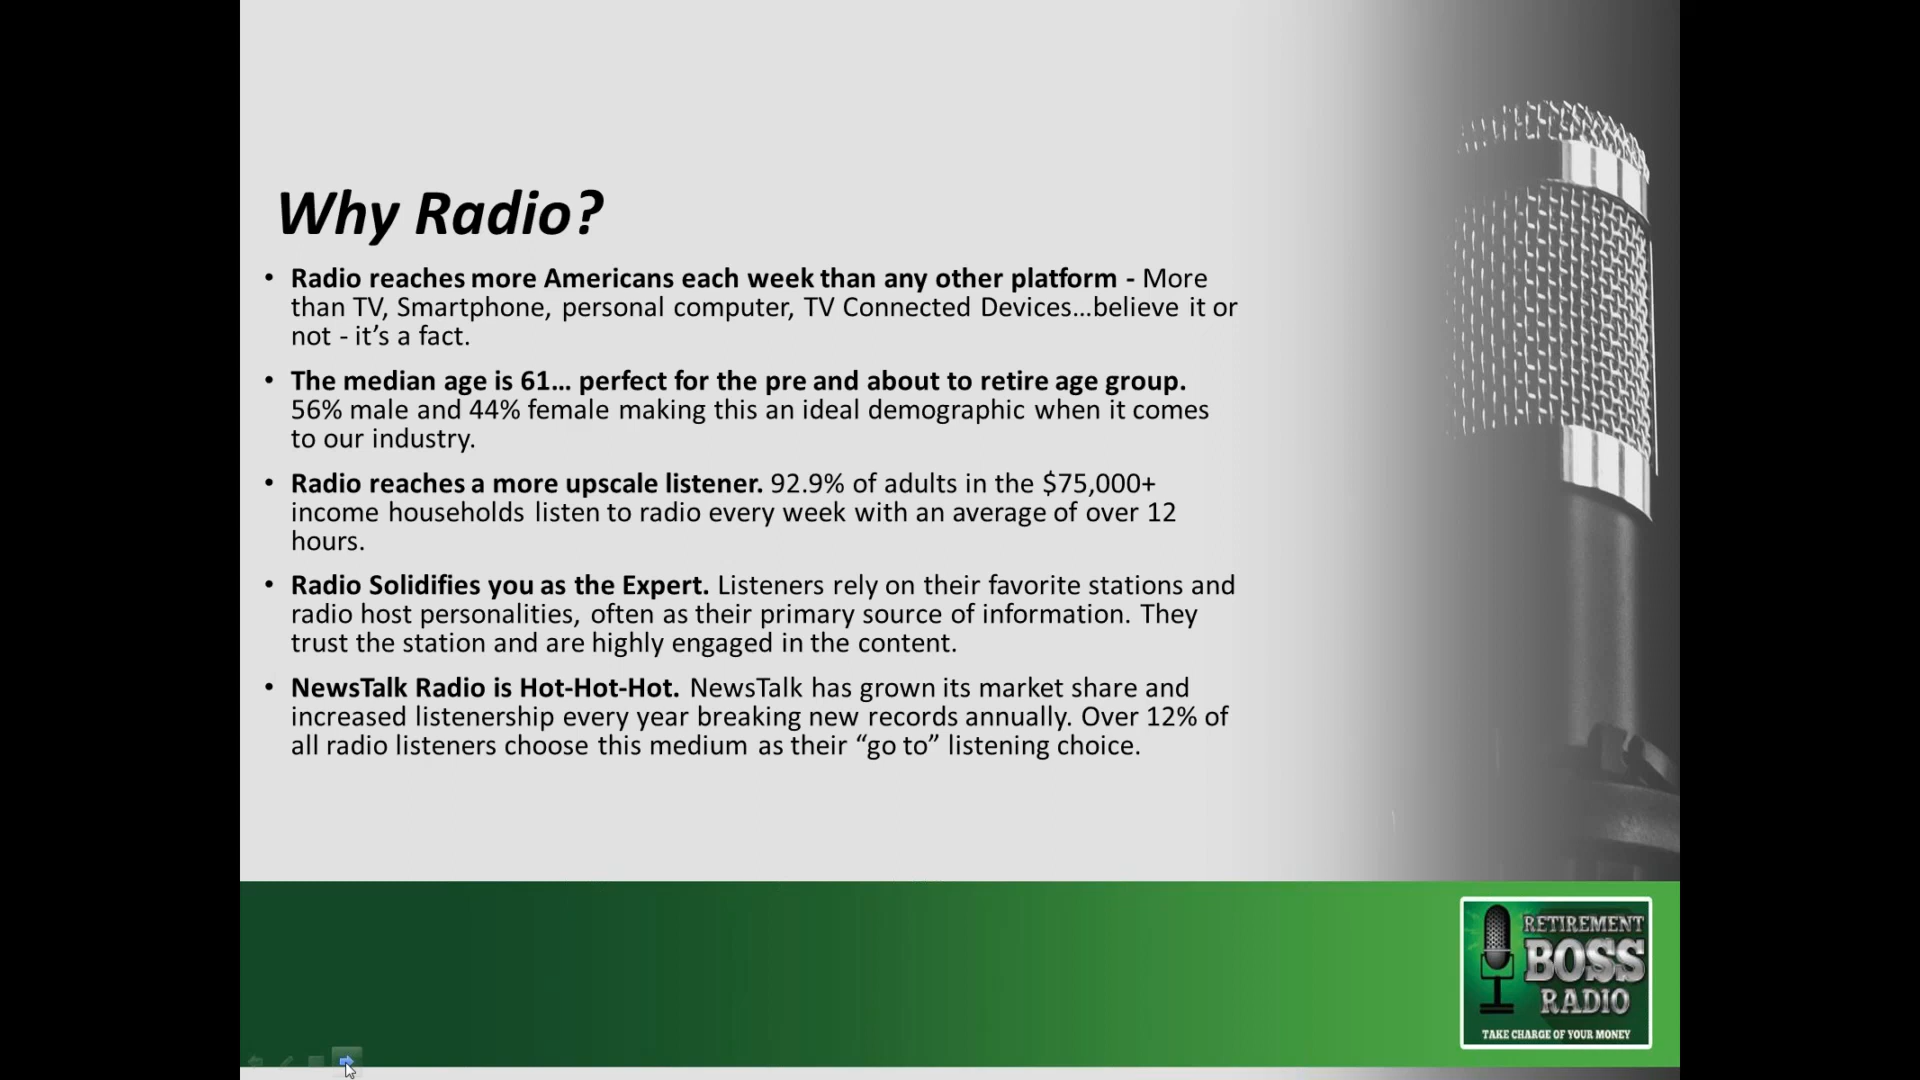 Why Radio?
• Radio reaches more Americans each week than any other platform - More
than TV, Smartphone, personal computer, TV Connected Devices...believe it or
not - it’s a fact.
• The median age is 61... perfect for the pre and about to retire age group.
56% male and 44% female making this an ideal demographic when it comes
to our industry.
• Radio reaches a more upscale listener. 92.9% of adults in the $75,000+
income households listen to radio every week with an average of over 12
hours.
• Radio Solidifies you as the Expert. Listeners rely on their favorite stations and
radio host personalities, often as their primary source of information. They
trust the station and are highly engaged in the content.
• NewsTalk Radio is Hot-Hot-Hot. NewsTalk has grown its market share and
increased listenership every year breaking new records annually. Over 12% of
all radio listeners choose this medium as their “go to” listening choice.
RETIREMENT
BOSS
RADIO
TAKE CHARGE OF YOUR MONEY